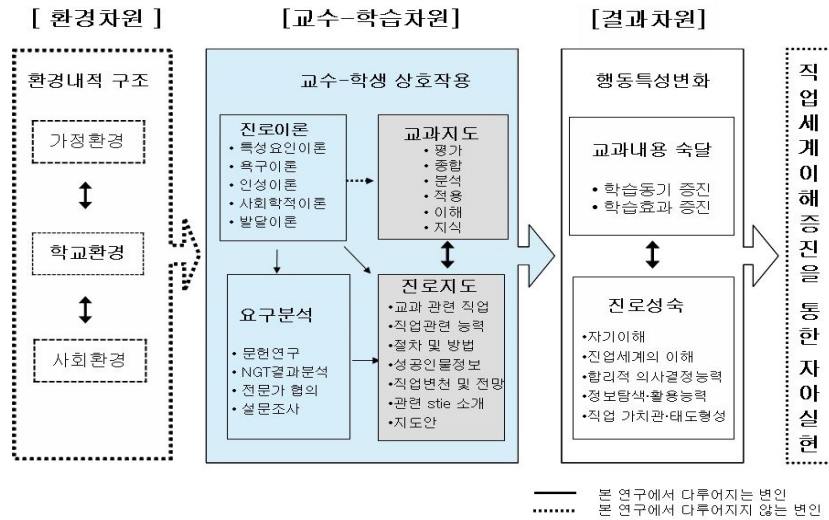 [ 환경차원 ]
[교수-학습차원]
[결과차원]
환경내적 구조
가정환경
학교환경
사회환경
교수-학생 상호작용
진로이론
• 특성요인이론
• 욕구이론
• 인성이론
• 사회학적이론
• 발달이론
교과지도
• 평가
• 종합
• 분석
• 적용
• 이해
• 지식
요구분석
• 문헌연구
• NGT결과분석
• 전문가 협의
• 설문조사
진로지도
•교과 관련 직업
•직업관련 능력
•절차 및 방법
•성공인물정보
•직업변천 및 전망
•관련 stie 소개
•지도안
행동특성변화
교과내용 숙달
• 학습동기 증진
• 학습효과 증진
진로성숙
•자기이해
•진업세계의 이해
•합리적 의사결정능력
•정보탐색·활용능력
•직업 가치관·태도형성
직업세계이해증진을 통한 자아실현
본 연구에서 다루어지는 변인
본 연구에서 다루어지지 않는 변인